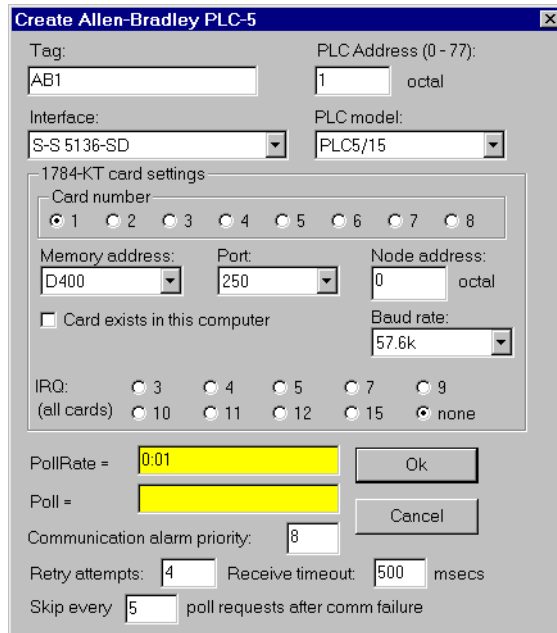 Create Allen-Bradley PLC-5
Tag: PLC Address (0 - 77):
AB1 1 octal
Interface: PLC model:
S-S 5136-SD PLC5/15
1784-KT card settings
Card number
1 2 3 4 5 6 7 8
Memory address: Port: Node address:
D400 250 0 octal
Card exists in this computer Baud rate:
57.6k
IRQ: 3 4 5 7 9
(all cards) 10 11 12 15 none
PollRate = 0:01 Ok
Poll =
Cancel
Communication alarm priority: 8
Retry attempts: 4 Receive timeout: 500 msecs
Skip every 5 poll requests after comm failure